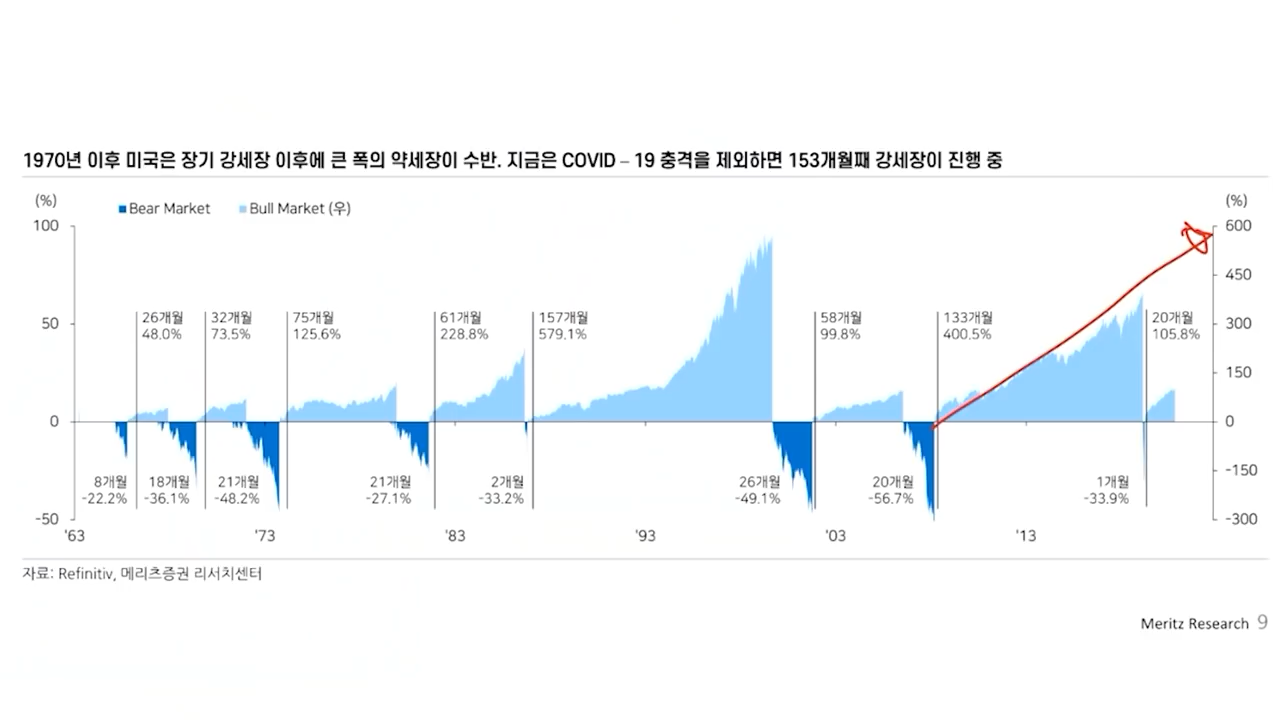 1970년 이후 미국은 장기 강세장 이후에 큰 폭의 약세장이 수반. 지금은 COVID – 19 충격을 제외하면 153개월째 강세장이 진행 중
(%)
(%)
Bear Market
Bull Market (우)
100
600
450
50
300
150
0
0
-150
-50
-300
26개월
48.0%
32개월
73.5%
75개월
125.6%
61개월
228.8%
157개월
579.1%
58개월
99.8%
133개월
400.5%
20개월
105.8%
8개월
-22.2%
18개월
-36.1%
21개월
-48.2%
21개월
-27.1%
2개월
-33.2%
26개월
-49.1%
20개월
-56.7%
1개월
-33.9%
'63
'73
'83
'93
'03
'13
자료: Refinitiv, 메리츠증권 리서치센터
Meritz Research 9